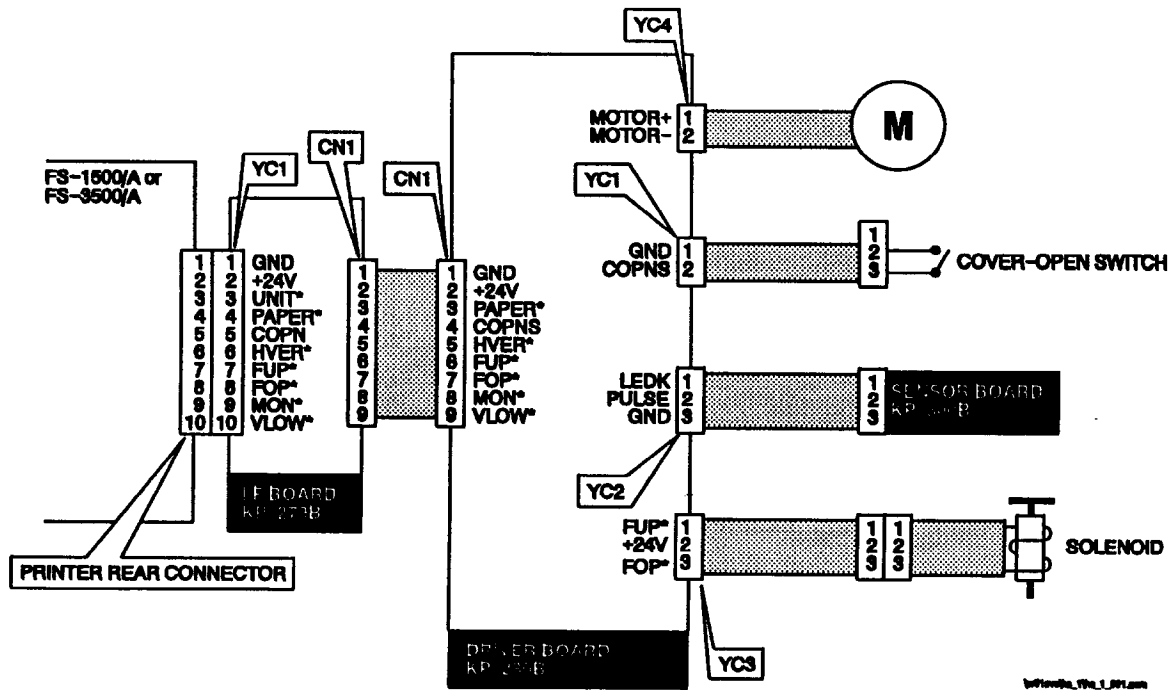 YC4
MOTOR+ 1
MOTOR- 2
M
FS-1500/A or
FS-3500/A
YC1
CN1
CN1
YC1
1 1 GND
2 2 +24V
3 3 UNIT*
4 4 PAPER*
5 5 COPN
6 6 HVER*
7 7 FUP*
8 8 FOP*
9 9 MON*
10 10 VLOW*
1
2
3
4
5
6
7
8
9
1 GND
2 +24V
3 PAPER*
4 COPNS
5 HVER*
6 FUP*
7 FOP*
8 MON*
9 VLOW*
GND 1
COPNS 2
1
2
3
COVER-OPEN SWITCH
LEDK 1
PULSE 2
GND 3
1
2
3
SENSOR BOARD
YC2
FUP* 1
+24V 2
FOP* 3
1 1
2 2
3 3
SOLENOID
BOARD
PRINTER REAR CONNECTOR
DRIVER BOARD
YC3